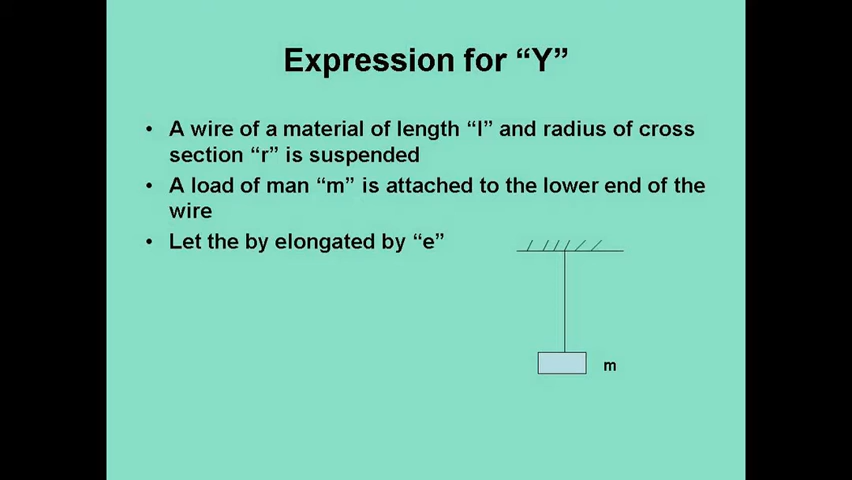 Expression for “Y”
• A wire of a material of length “l” and radius of cross
section “r” is suspended
• A load of man “m” is attached to the lower end of the
wire
• Let the by elongated by “e”
m